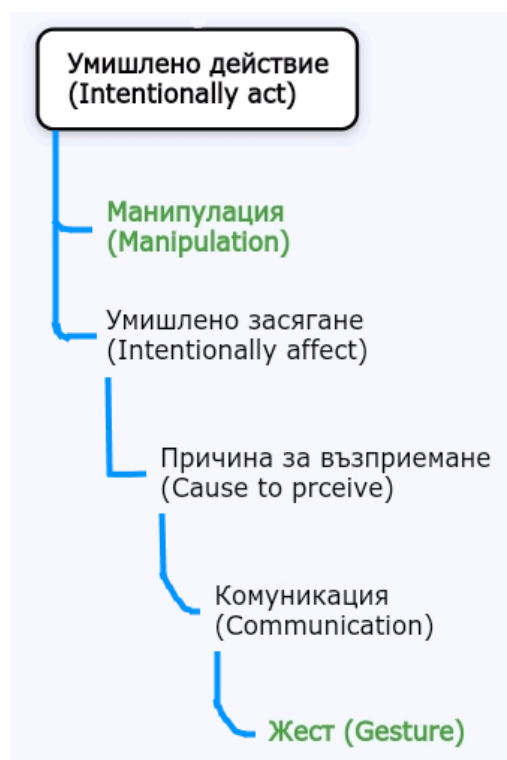 Умишлено действие
(Intentionally act)
Манипулация
(Manipulation)
Умишлено засягане
(Intentionally affect)
Причина за възприемане
(Cause to prceive)
Комуникация
(Communication)
Жест (Gesture)